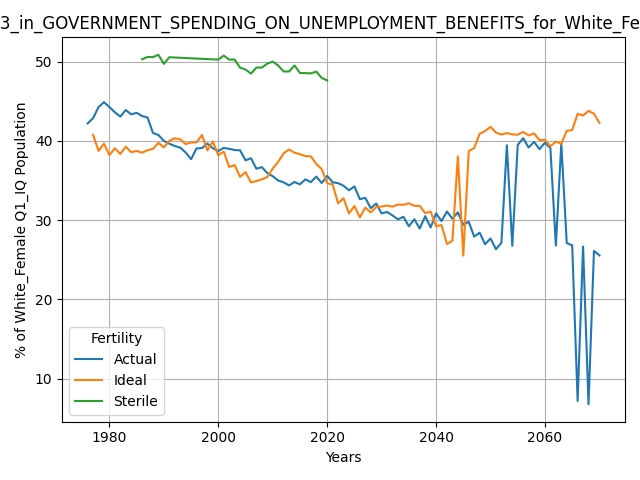 3_in_GOVERNMENT_SPENDING_ON_UNEMPLOYMENT_BENEFITS_for_White_Fe
% of White_Female Q1_IQ Population
50
40
30
20
10
Fertility
Actual
Ideal
Sterile
1980 2000 2020 2040 2060
Years